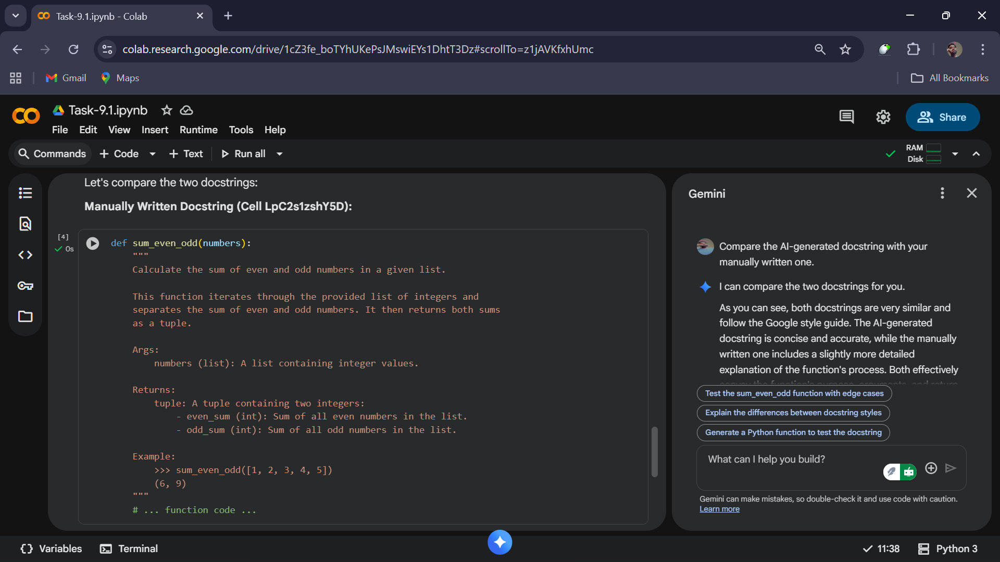 Task-9.1.ipynb - Colab
colab.research.google.com/drive/1cZ3fe_boTYhUKePsJMswiEYs1DhtT3Dz#scrollTo=z1jAVKfxhUmc
Gmail
Maps
All Bookmarks
Task-9.1.ipynb
File Edit View Insert Runtime Tools Help
Share
Commands + Code + Text Run all
RAM
Disk
Let's compare the two docstrings:
Manually Written Docstring (Cell LpC2s1zshY5D):
[4]
0s
def sum_even_odd(numbers):
"""
Calculate the sum of even and odd numbers in a given list.
This function iterates through the provided list of integers and
separates the sum of even and odd numbers. It then returns both sums
as a tuple.
Args:
numbers (list): A list containing integer values.
Returns:
tuple: A tuple containing two integers:
- even_sum (int): Sum of all even numbers in the list.
- odd_sum (int): Sum of all odd numbers in the list.
Example:
>>> sum_even_odd([1, 2, 3, 4, 5])
(6, 9)
"""
# ... function code ...
Gemini
Compare the AI-generated docstring with your
manually written one.
I can compare the two docstrings for you.
As you can see, both docstrings are very similar and
follow the Google style guide. The AI-generated
docstring is concise and accurate, while the manually
written one includes a slightly more detailed
explanation of the function's process. Both effectively
convey the function's purpose, arguments, and return
Test the sum_even_odd function with edge cases
Explain the differences between docstring styles
Generate a Python function to test the docstring
What can I help you build?
Gemini can make mistakes, so double-check it and use code with caution.
Learn more
Variables
Terminal
11:38
Python 3